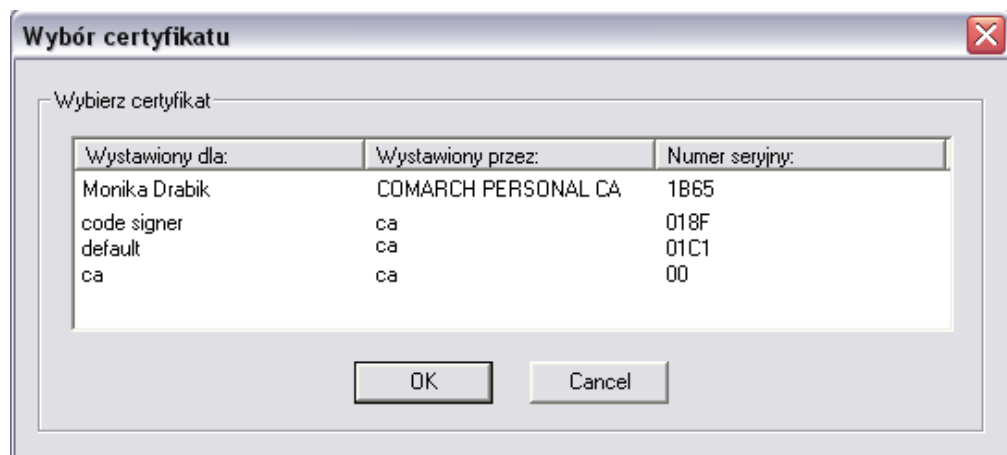 Wybór certyfikatu
Wybierz certyfikat
Wystawiony dla: Wystawiony przez: Numer seryjny:
Monika Drabik COMARCH PERSONAL CA 1B65
code signer ca 018F
default ca 01C1
ca ca 00
OK Cancel